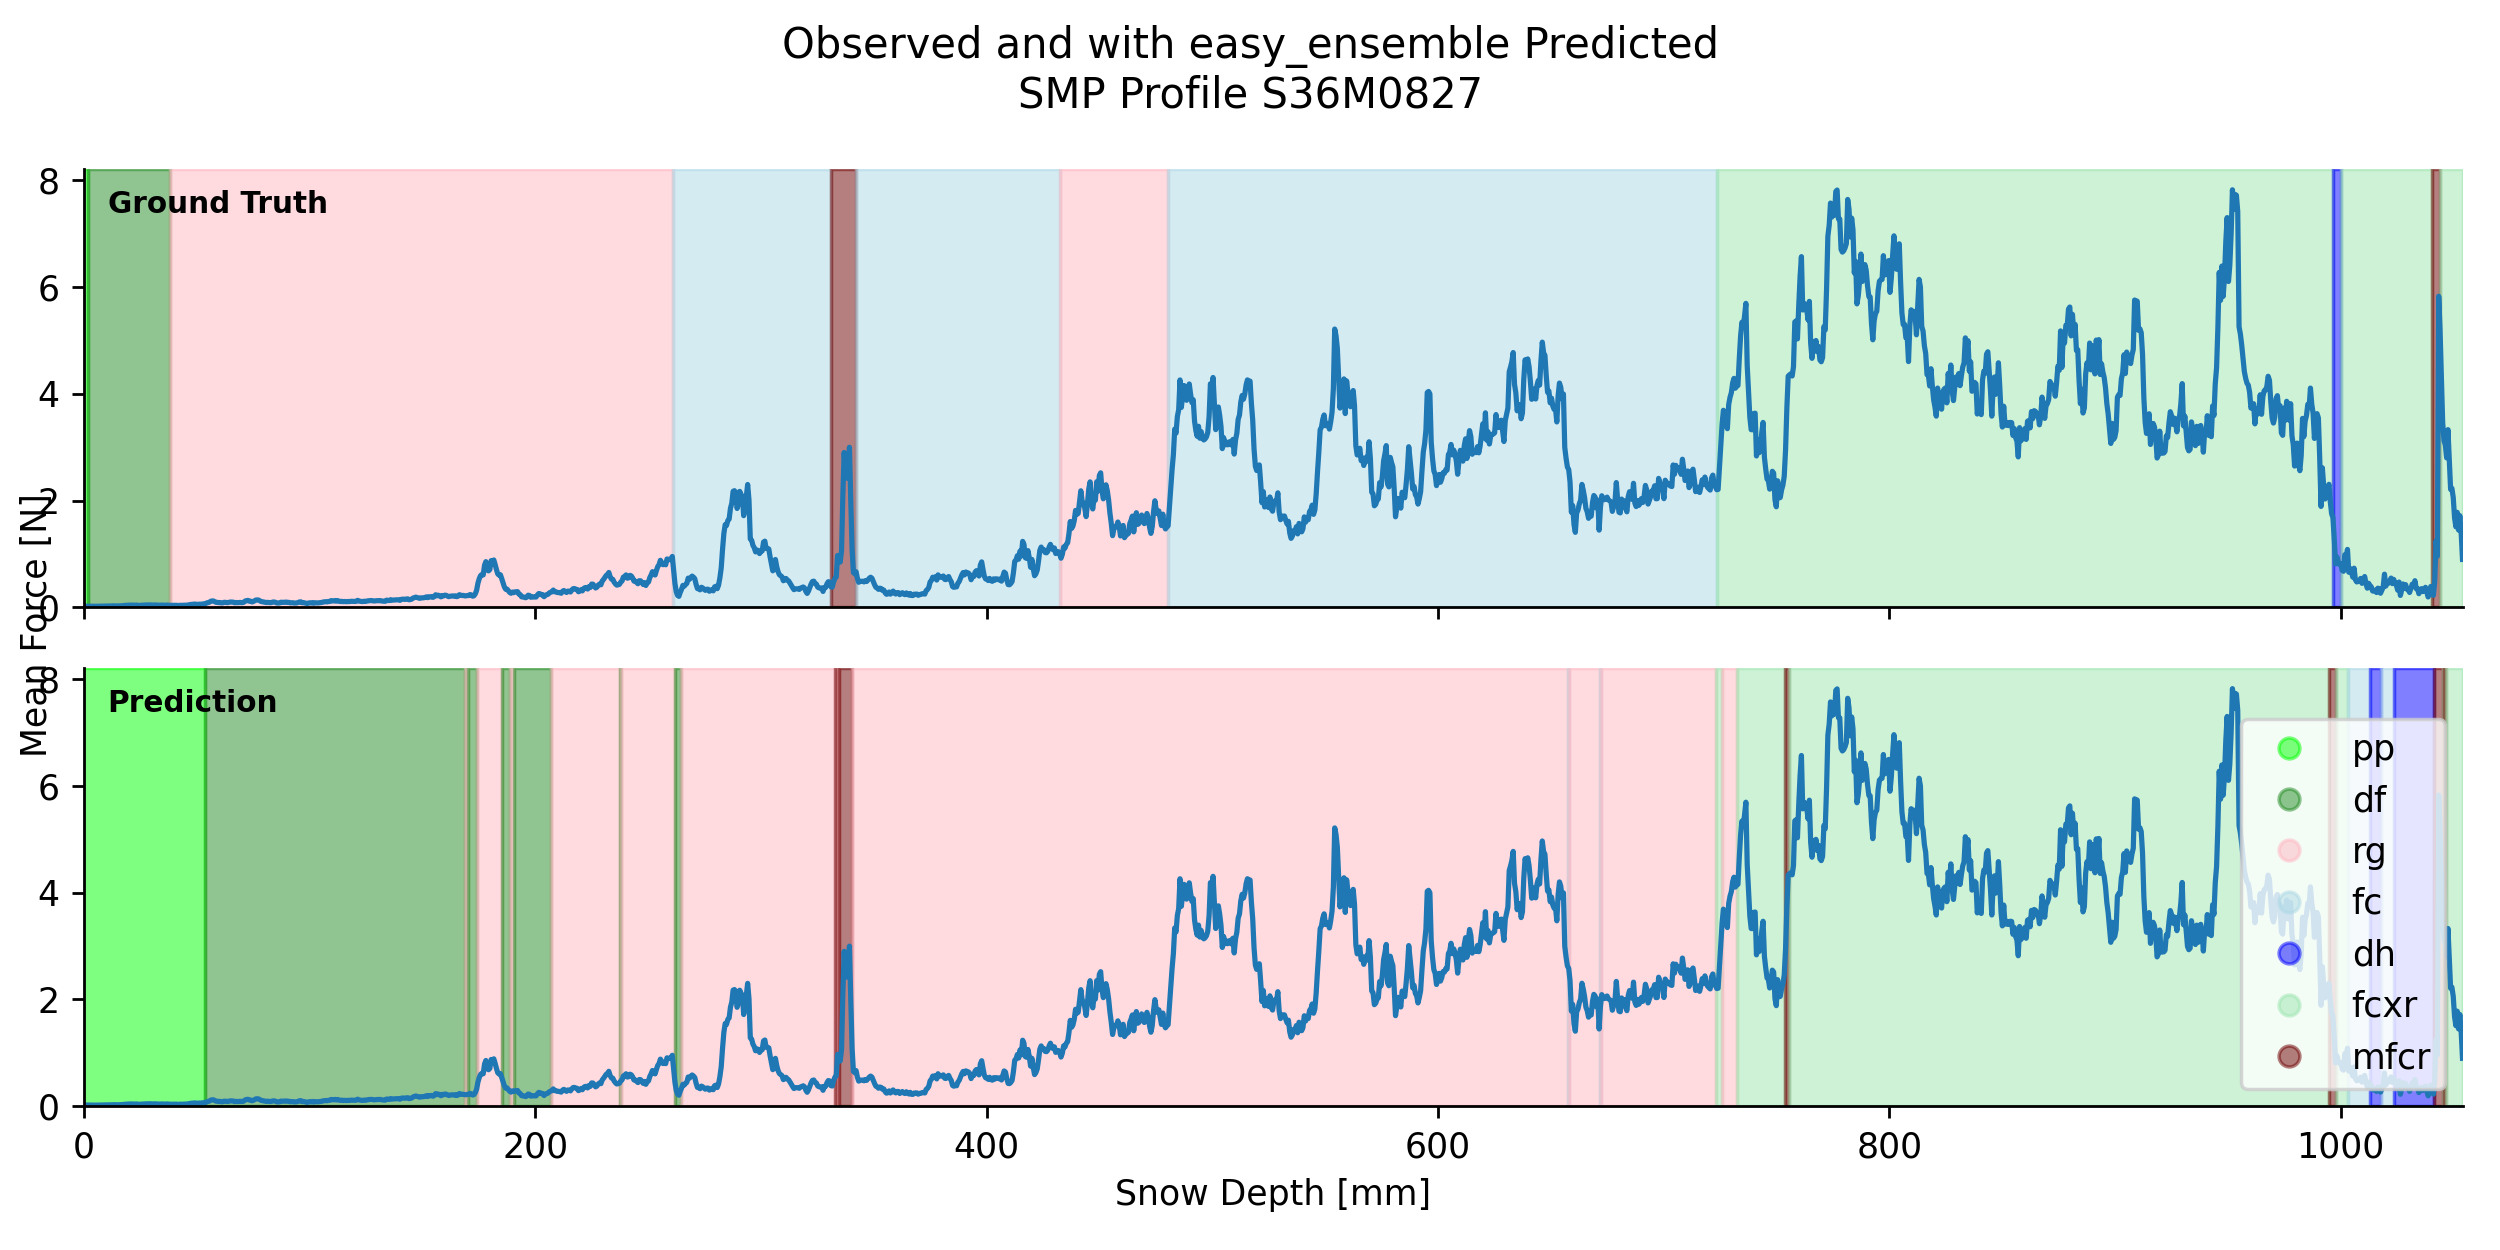 Observed and with easy_ensemble Predicted
SMP Profile S36M0827
8
Ground Truth
6
4
2
0
Mean Force [N]
8
Prediction
6
4
2
0
pp
df
rg
fc
dh
fcxr
mfcr
0 200 400 600 800 1000
Snow Depth [mm]